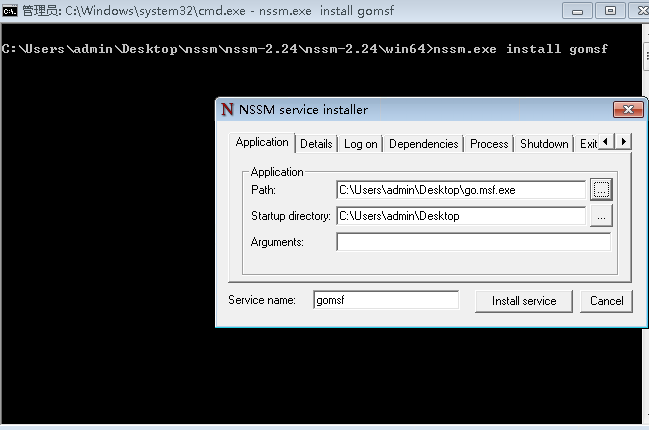 管理员: C:\Windows\system32\cmd.exe - nssm.exe  install gomsf
C:\Users\admin\Desktop\nssm\nssm-2.24\nssm-2.24\win64>nssm.exe install gomsf
NSSM service installer
Application Details Log on Dependencies Process Shutdown Exit
Application
Path: C:\Users\admin\Desktop\go.msf.exe ...
Startup directory: C:\Users\admin\Desktop ...
Arguments:
Service name: gomsf Install service Cancel